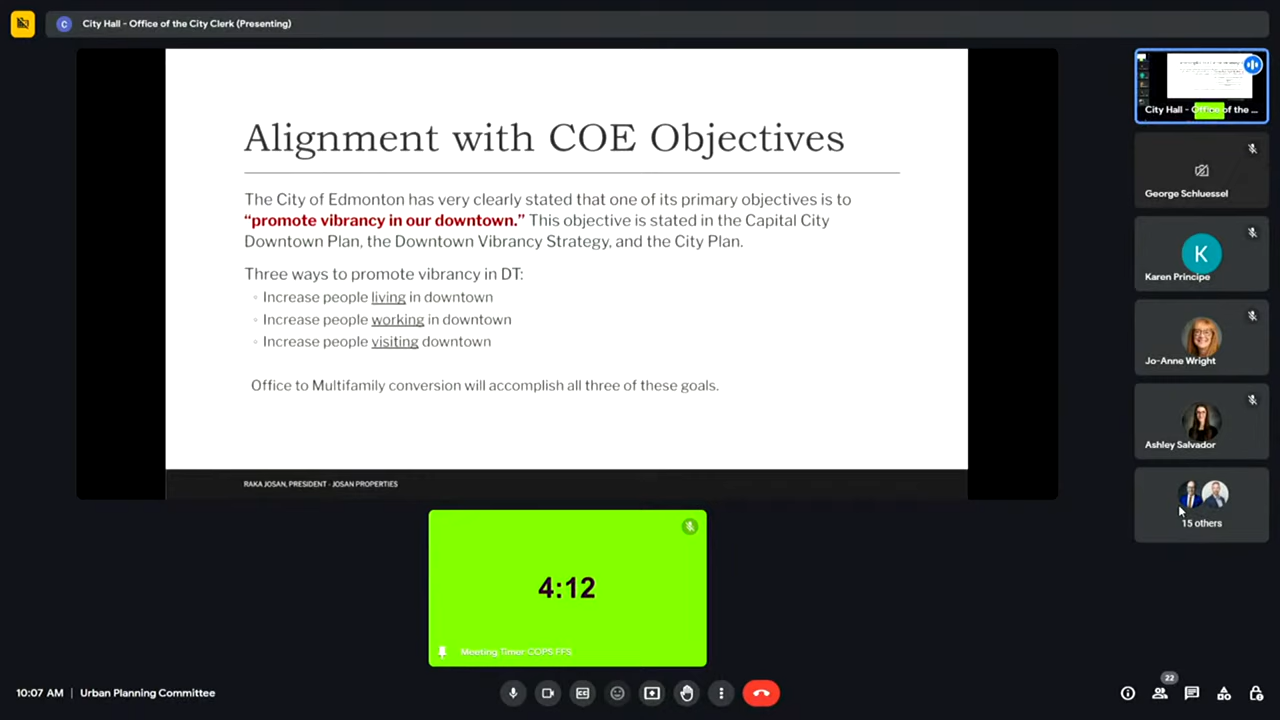 City Hall - Office of the City Clerk (Presenting)
C
Alignment with COE Objectives
The City of Edmonton has very clearly stated that one of its primary objectives is to
“promote vibrancy in our downtown.” This objective is stated in the Capital City
Downtown Plan, the Downtown Vibrancy Strategy, and the City Plan.
Three ways to promote vibrancy in DT:
Increase people living in downtown
Increase people working in downtown
Increase people visiting downtown
Office to Multifamily conversion will accomplish all three of these goals.
RAKA JOSAN, PRESIDENT - JOSAN PROPERTIES
City Hall - Office of the ...
George Schluessel
K
Karen Principe
Jo-Anne Wright
Ashley Salvador
15 others
4:12
Meeting Timer COPS FFS
10:07 AM | Urban Planning Committee
22